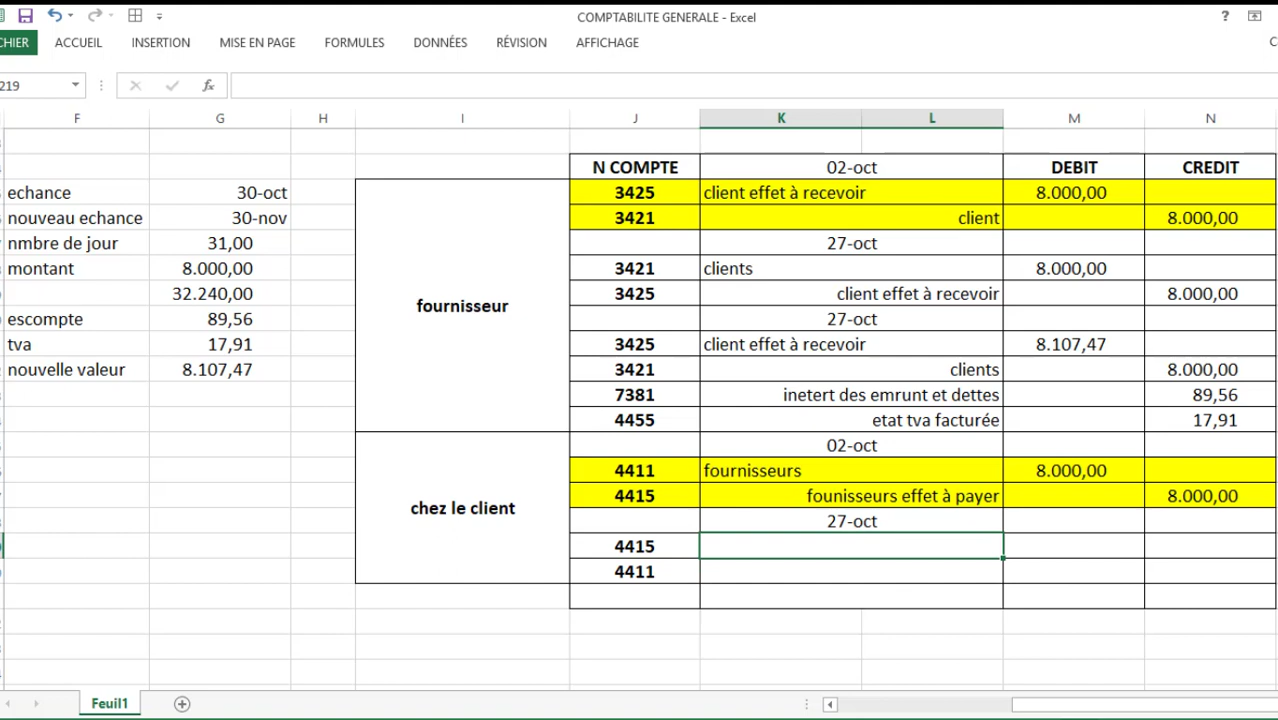 COMPTABILITE GENERALE - Excel
?
CHIER ACCUEIL INSERTION MISE EN PAGE FORMULES DONNÉES RÉVISION AFFICHAGE
219 fx
F G H I J K L M N
N COMPTE 02-oct DEBIT CREDIT
echance 30-oct 3425 client effet à recevoir 8.000,00
nouveau echance 30-nov 3421 client 8.000,00
nmbre de jour 31,00 27-oct
montant 8.000,00 3421 clients 8.000,00
32.240,00 fournisseur 3425 client effet à recevoir 8.000,00
escompte 89,56 27-oct
tva 17,91 3425 client effet à recevoir 8.107,47
nouvelle valeur 8.107,47 3421 clients 8.000,00
7381 inetert des emrunt et dettes 89,56
4455 etat tva facturée 17,91
02-oct
4411 fournisseurs 8.000,00
chez le client 4415 founisseurs effet à payer 8.000,00
27-oct
4415
4411
Feuil1